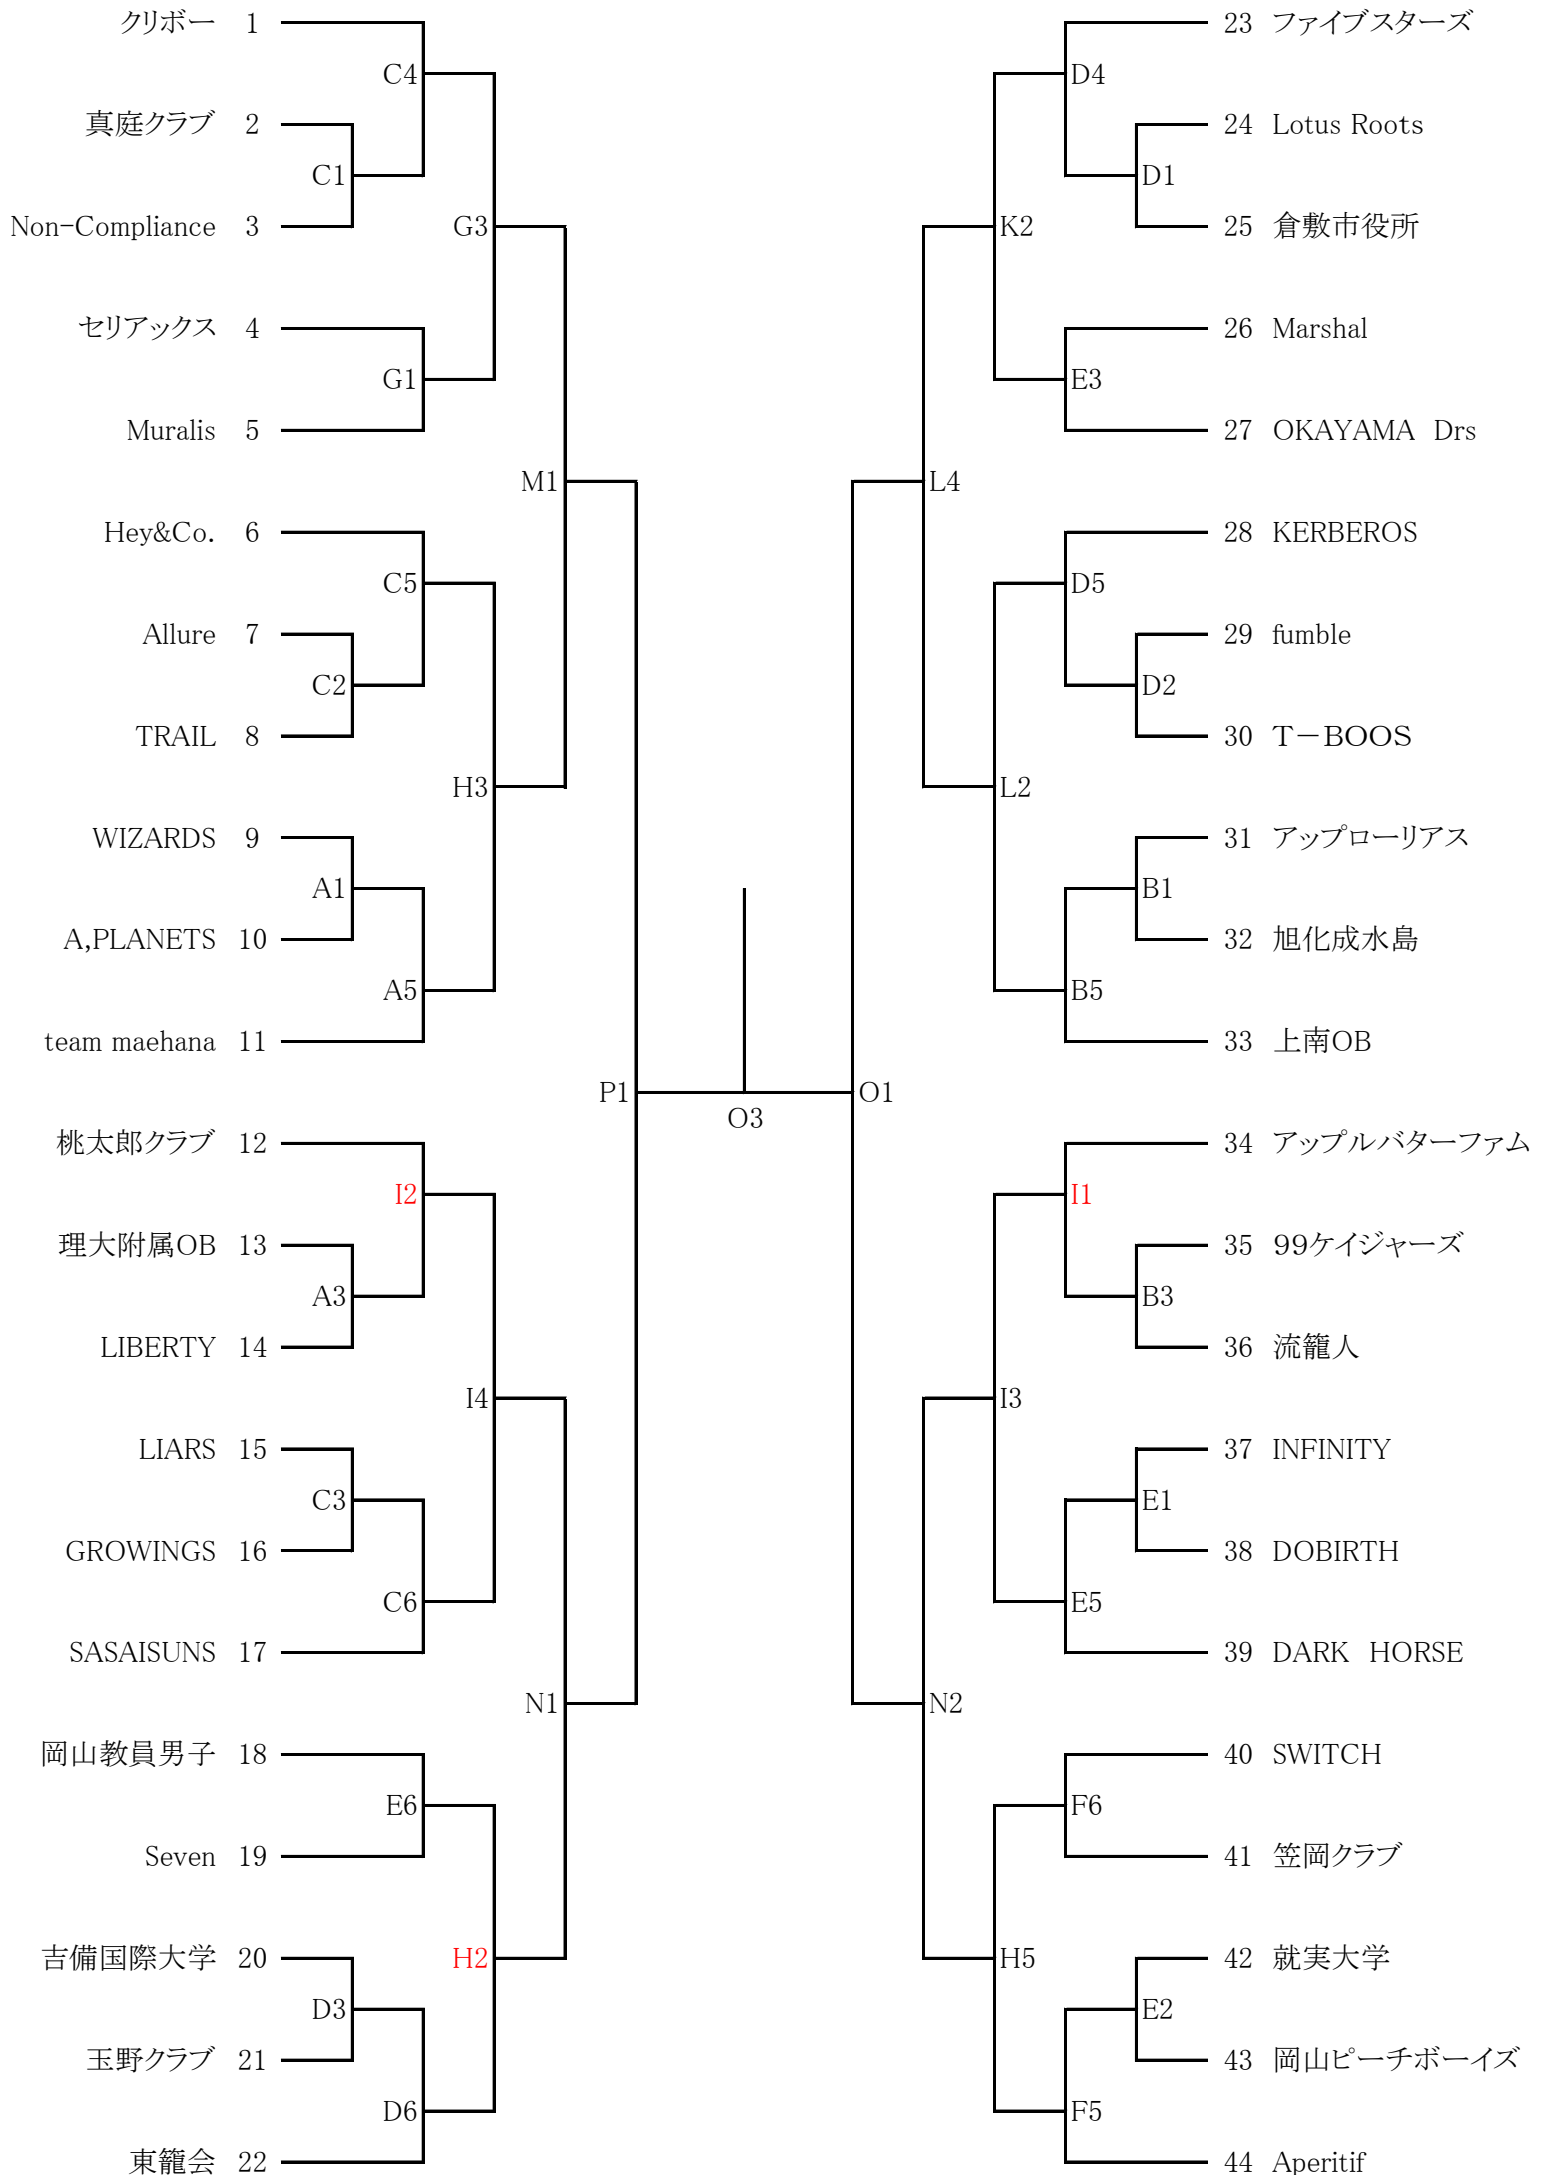 クリボー 1
C4
真庭クラブ 2
C1
Non-Compliance 3
G3
セリアックス 4
G1
Muralis 5
M1
Hey&Co. 6
C5
Allure 7
C2
TRAIL 8
H3
WIZARDS 9
A1
A,PLANETS 10
A5
team maehana 11
P1
桃太郎クラブ 12
I2
理大附属OB 13
A3
LIBERTY 14
I4
LIARS 15
C3
GROWINGS 16
C6
SASAISUNS 17
N1
岡山教員男子 18
E6
Seven 19
H2
吉備国際大学 20
D3
玉野クラブ 21
D6
東籠会 22
O3
23 ファイブスターズ
D4
24 Lotus Roots
D1
25 倉敷市役所
K2
26 Marshal
E3
27 OKAYAMA　Drs
L4
28 KERBEROS
D5
29 fumble
D2
30 T－BOOS
L2
31 アップローリアス
B1
32 旭化成水島
B5
33 上南OB
O1
34 アップルバターファム
I1
35 99ケイジャーズ
B3
36 流籠人
I3
37 INFINITY
E1
38 DOBIRTH
E5
39 DARK　HORSE
N2
40 SWITCH
F6
41 笠岡クラブ
H5
42 就実大学
E2
43 岡山ピーチボーイズ
F5
44 Aperitif